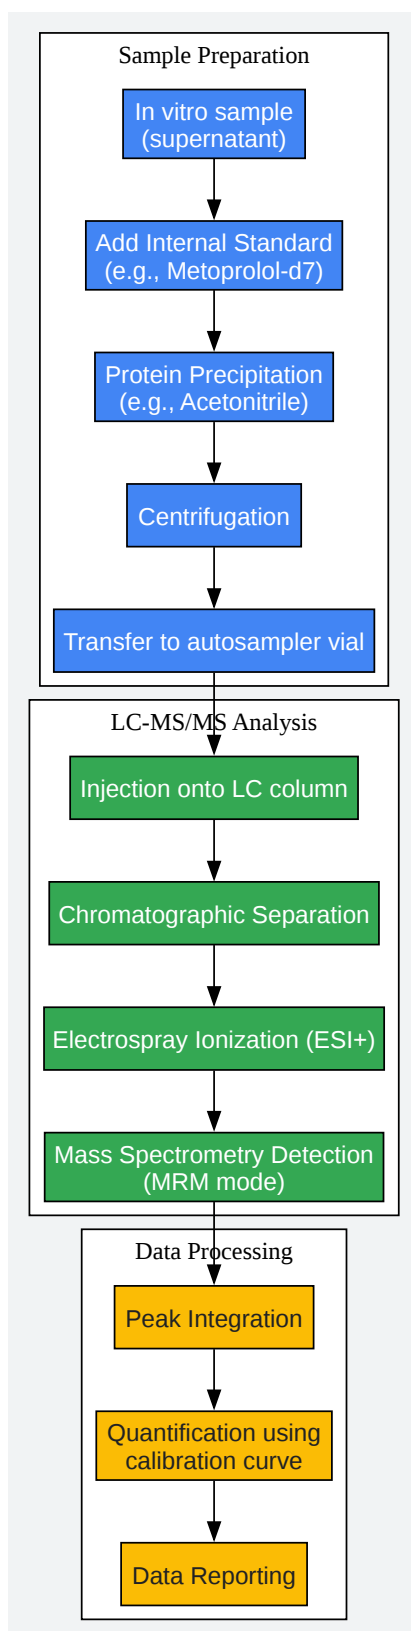 Sample Preparation
In vitro sample
(supernatant)
Add Internal Standard
(e.g., Metoprolol-d7)
Protein Precipitation
(e.g., Acetonitrile)
Centrifugation
Transfer to autosampler vial
LC-MS/MS Analysis
Injection onto LC column
Chromatographic Separation
Electrospray Ionization (ESI+)
Mass Spectrometry Detection
(MRM mode)
Data Processing
Peak Integration
Quantification using
calibration curve
Data Reporting